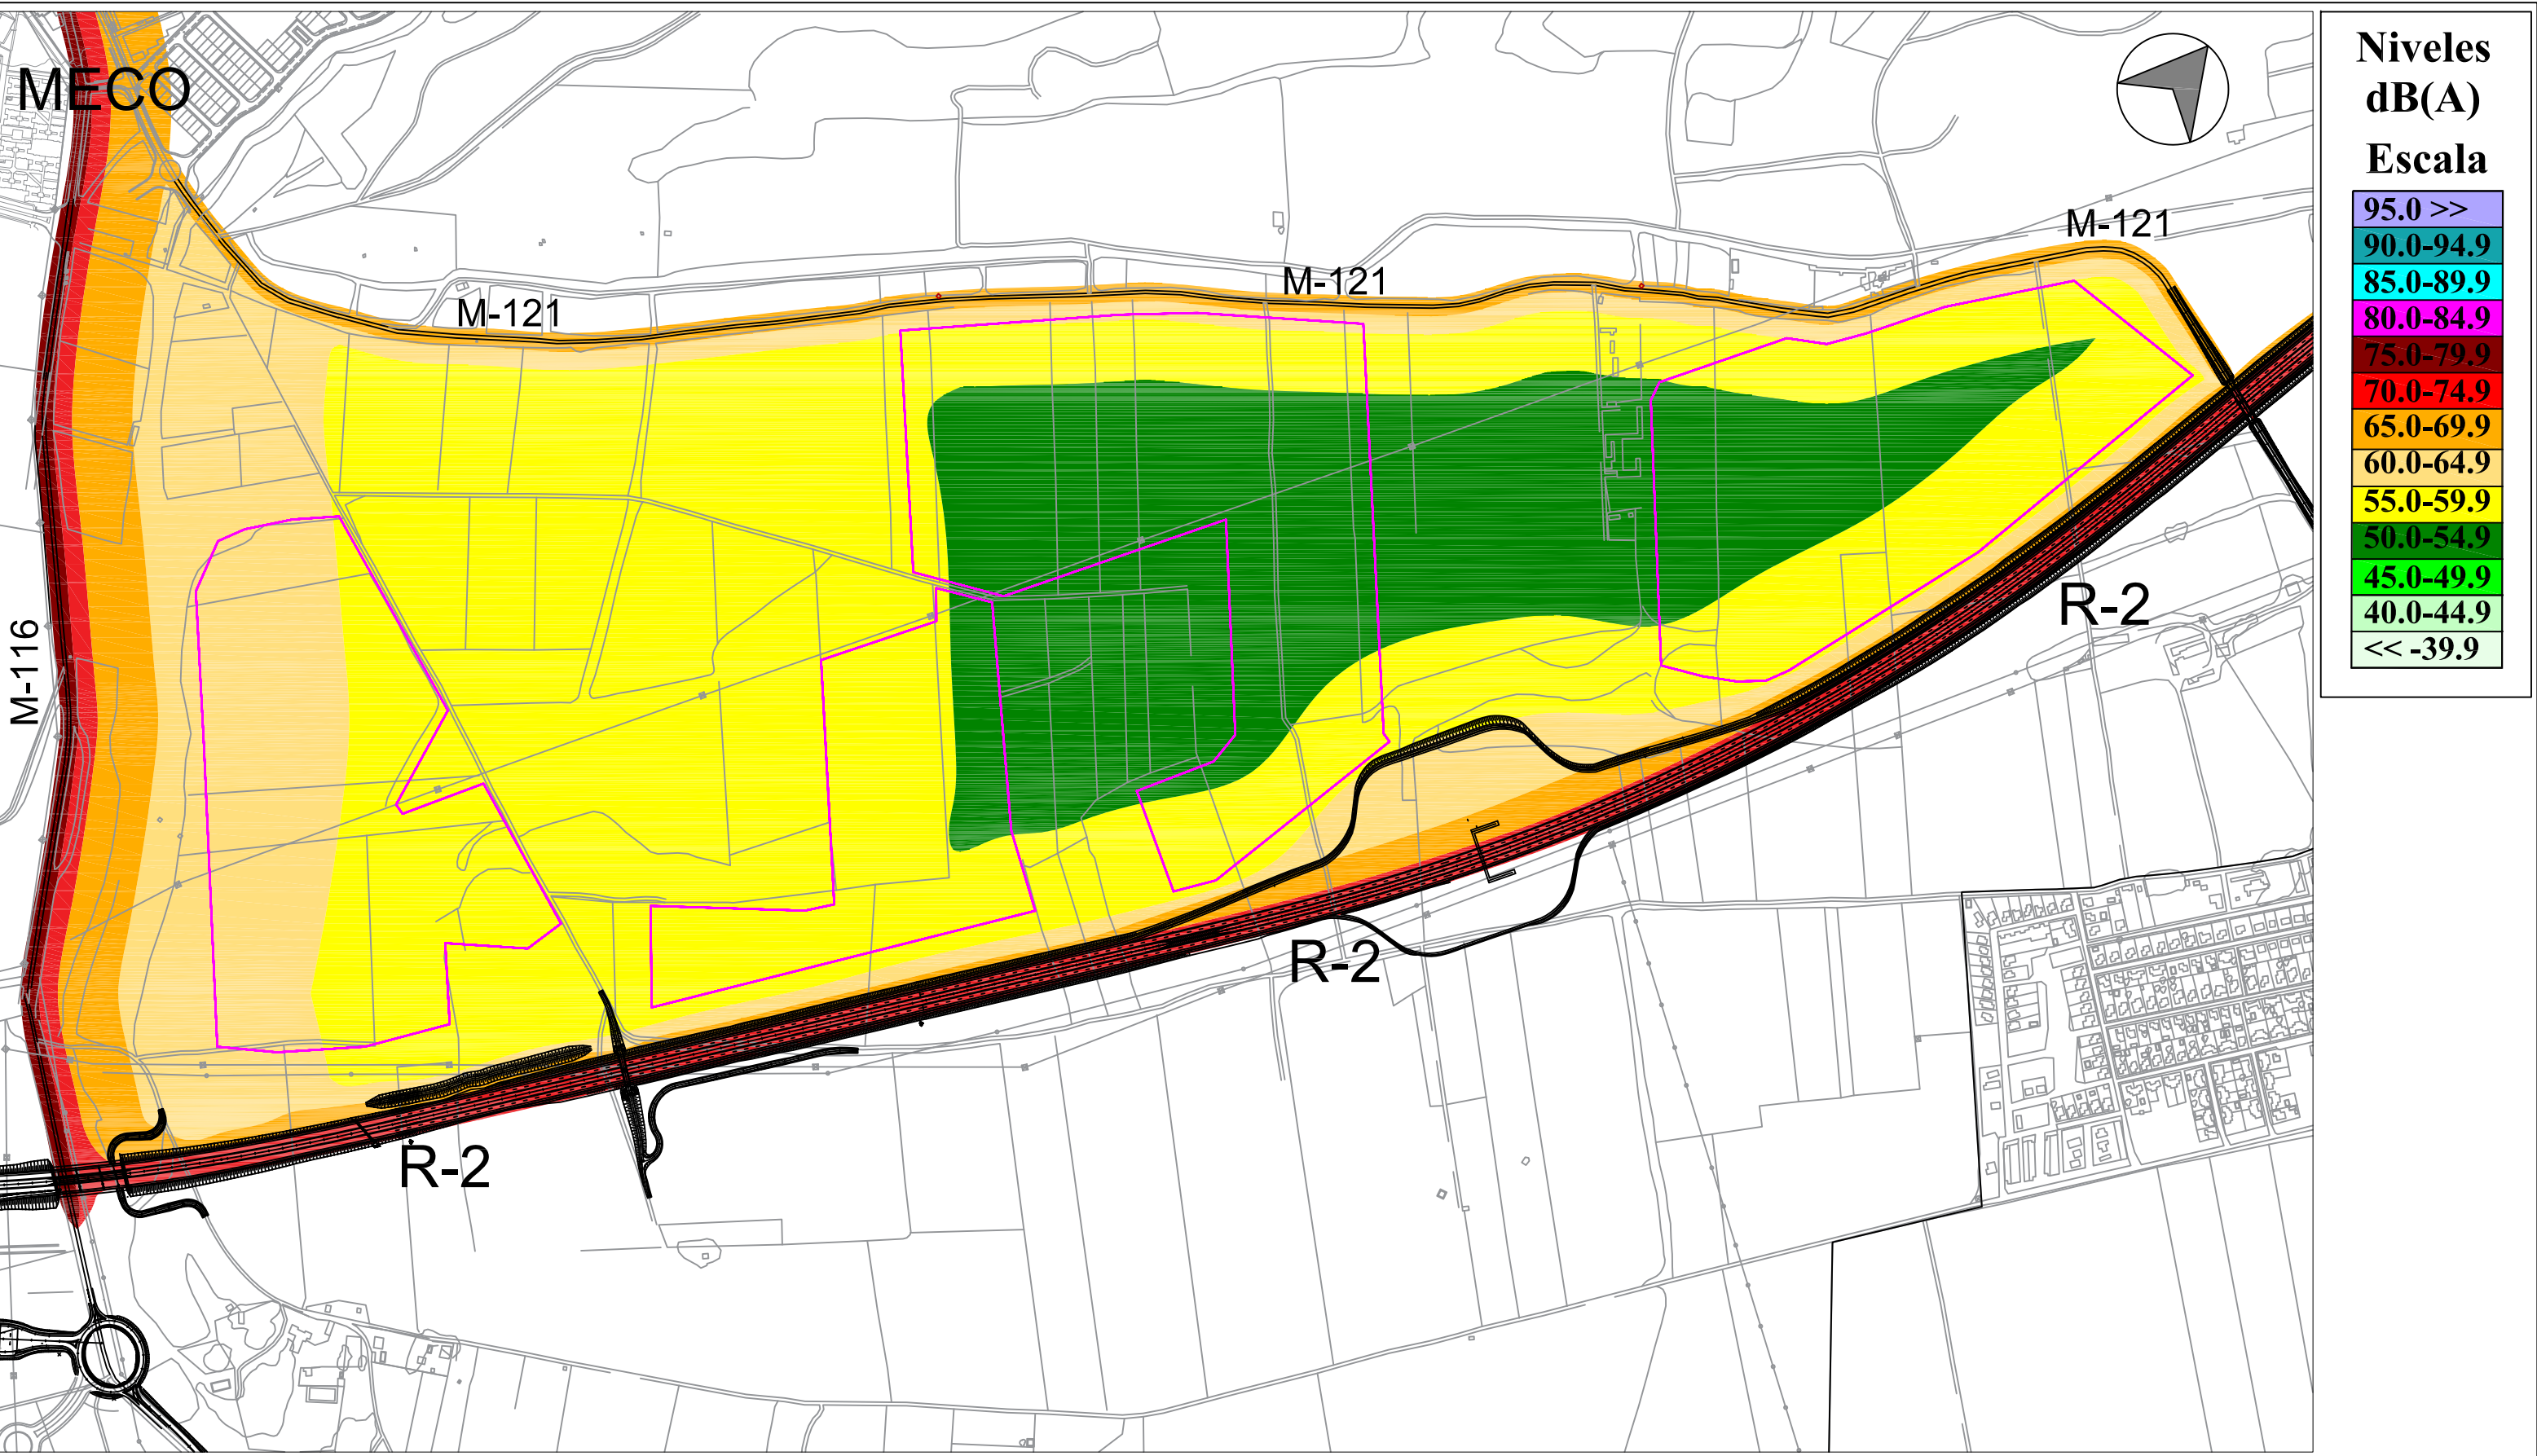 MECO
M-121
M-121
M-121
M-116
R-2
R-2
R-2
Niveles
dB(A)
Escala
95.0 >>
90.0-94.9
85.0-89.9
80.0-84.9
75.0-79.9
70.0-74.9
65.0-69.9
60.0-64.9
55.0-59.9
50.0-54.9
45.0-49.9
40.0-44.9
<< -39.9